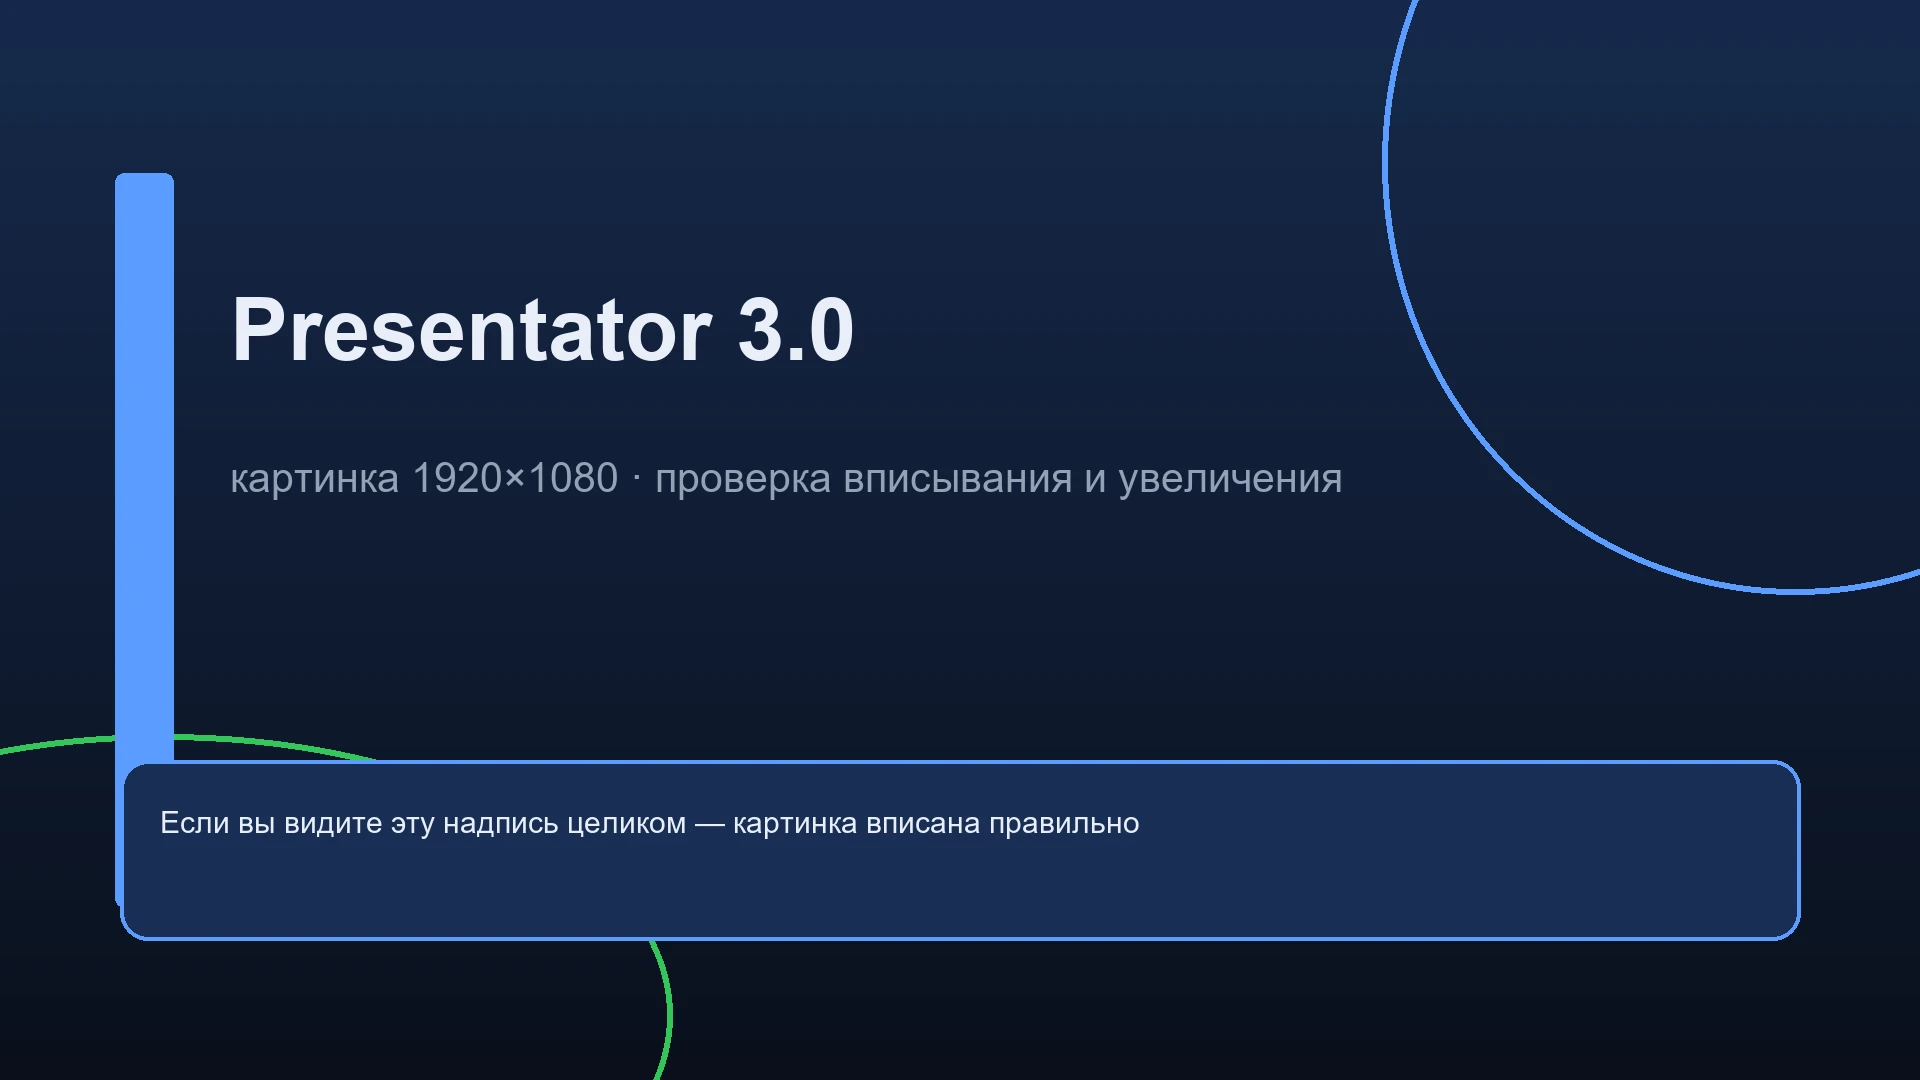 Presentator 3.0
картинка 1920×1080 · проверка вписывания и увеличения
Если вы видите эту надпись целиком — картинка вписана правильно